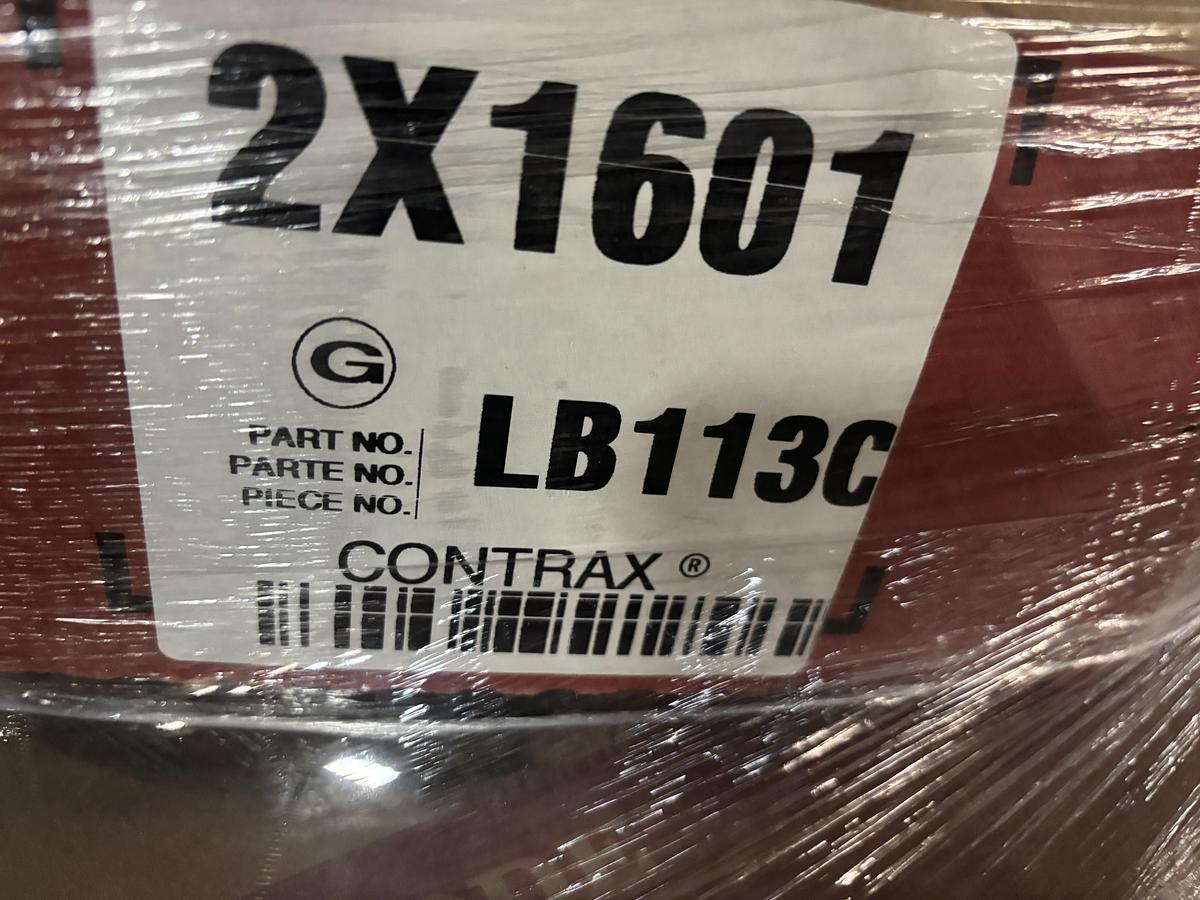 2X1601
G
PART NO.
PARTE NO.
PIECE NO.
LB113C
CONTRAX ®